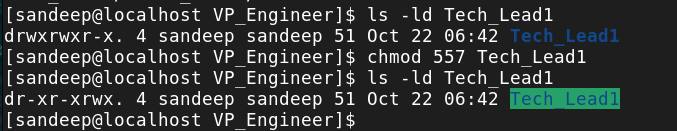 [sandeep@localhost VP_Engineer]$ ls -ld Tech_Lead1
drwxrwxr-x. 4 sandeep sandeep 51 Oct 22 06:42 Tech_Lead1
[sandeep@localhost VP_Engineer]$ chmod 557 Tech_Lead1
[sandeep@localhost VP_Engineer]$ ls -ld Tech_Lead1
dr-xr-xrwx. 4 sandeep sandeep 51 Oct 22 06:42 Tech_Lead1
[sandeep@localhost VP_Engineer]$